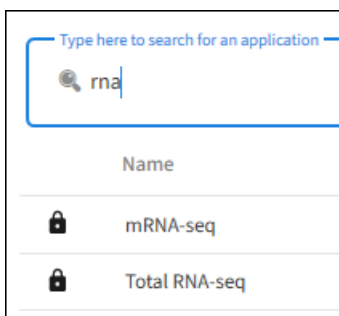 Type here to search for an application
rna
Name
mRNA-seq
Total RNA-seq